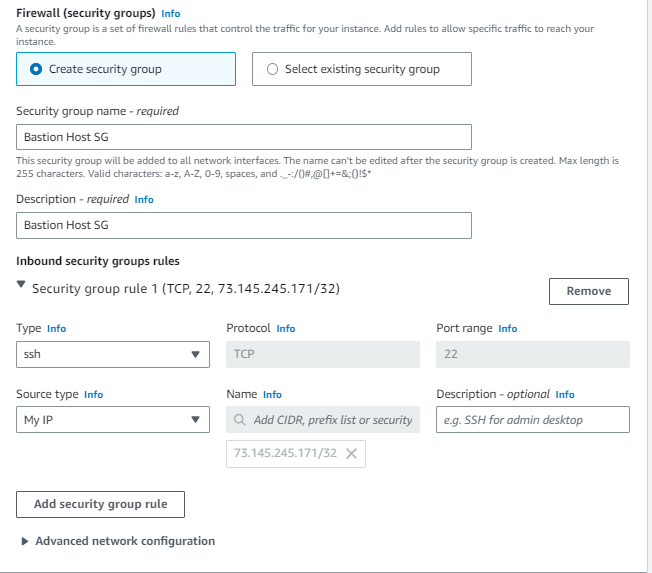 Firewall (security groups) Info
A security group is a set of firewall rules that control the traffic for your instance. Add rules to allow specific traffic to reach your
instance.
Create security group
Select existing security group
Security group name - required
Bastion Host SG
This security group will be added to all network interfaces. The name can't be edited after the security group is created. Max length is
255 characters. Valid characters: a-z, A-Z, 0-9, spaces, and ._-:/()#,@[]+=&;{}!$*
Description - required Info
Bastion Host SG
Inbound security groups rules
Security group rule 1 (TCP, 22, 73.145.245.171/32)
Remove
Type Info
Protocol Info
Port range Info
ssh
TCP
22
Source type Info
Name Info
Description - optional Info
My IP
Add CIDR, prefix list or security
e.g. SSH for admin desktop
73.145.245.171/32
Add security group rule
Advanced network configuration